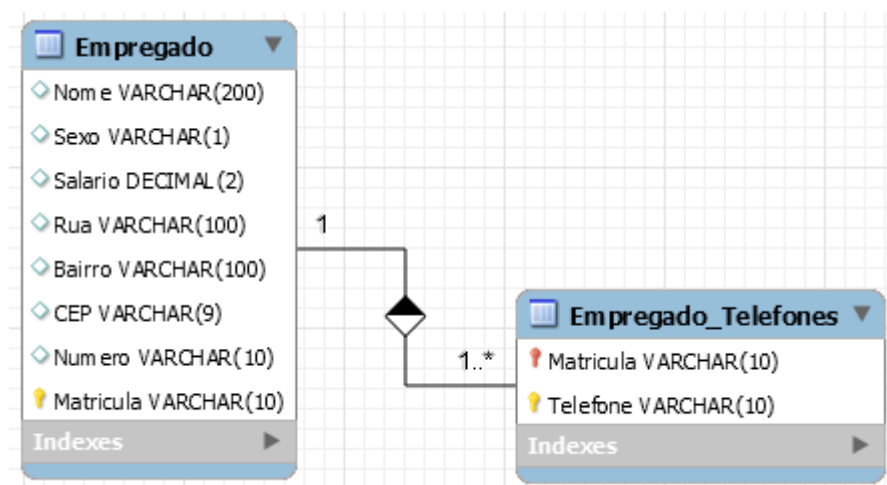 Empregado
Nome VARCHAR(200)
Sexo VARCHAR(1)
Salario DECIMAL(2)
Rua VARCHAR(100)
Bairro VARCHAR(100)
CEP VARCHAR(9)
Numero VARCHAR(10)
Matricula VARCHAR(10)
Indexes
1
1..*
Empregado_Telefones
Matricula VARCHAR(10)
Telefone VARCHAR(10)
Indexes